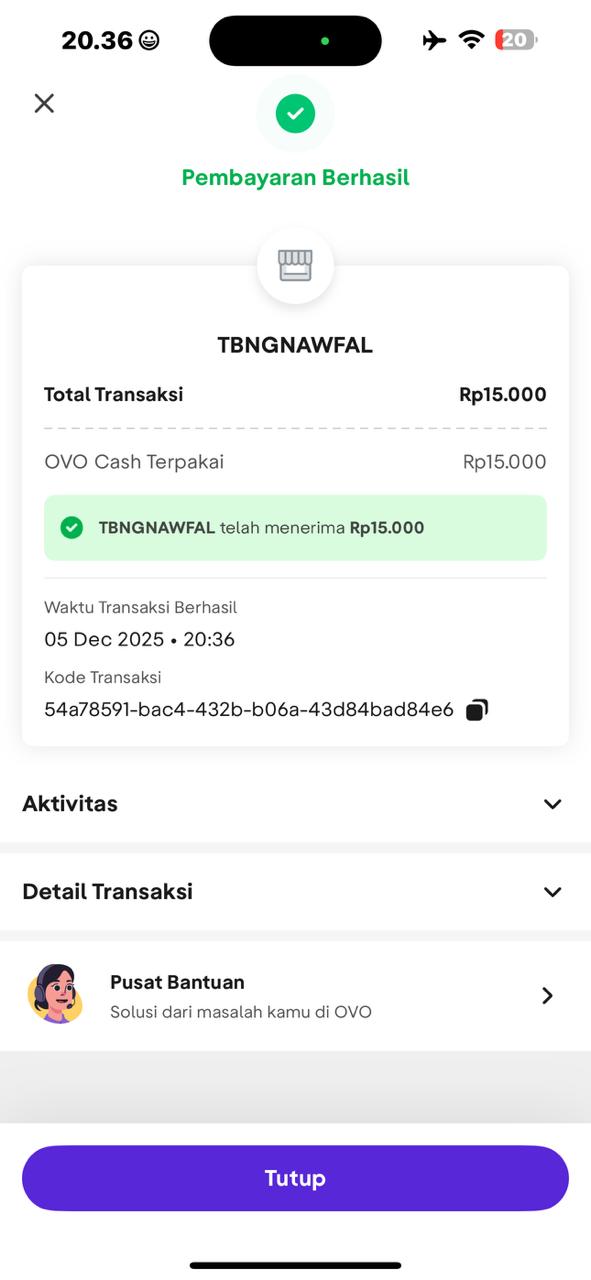 20.36
20
Pembayaran Berhasil
TBNGNAWFAL
Total Transaksi Rp15.000
OVO Cash Terpakai Rp15.000
TBNGNAWFAL telah menerima Rp15.000
Waktu Transaksi Berhasil
05 Dec 2025 • 20:36
Kode Transaksi
54a78591-bac4-432b-b06a-43d84bad84e6
Aktivitas
Detail Transaksi
Pusat Bantuan
Solusi dari masalah kamu di OVO
Tutup